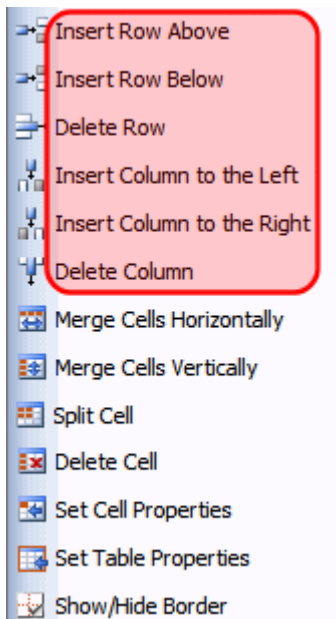 Insert Row Above
Insert Row Below
Delete Row
Insert Column to the Left
Insert Column to the Right
Delete Column
Merge Cells Horizontally
Merge Cells Vertically
Split Cell
Delete Cell
Set Cell Properties
Set Table Properties
Show/Hide Border